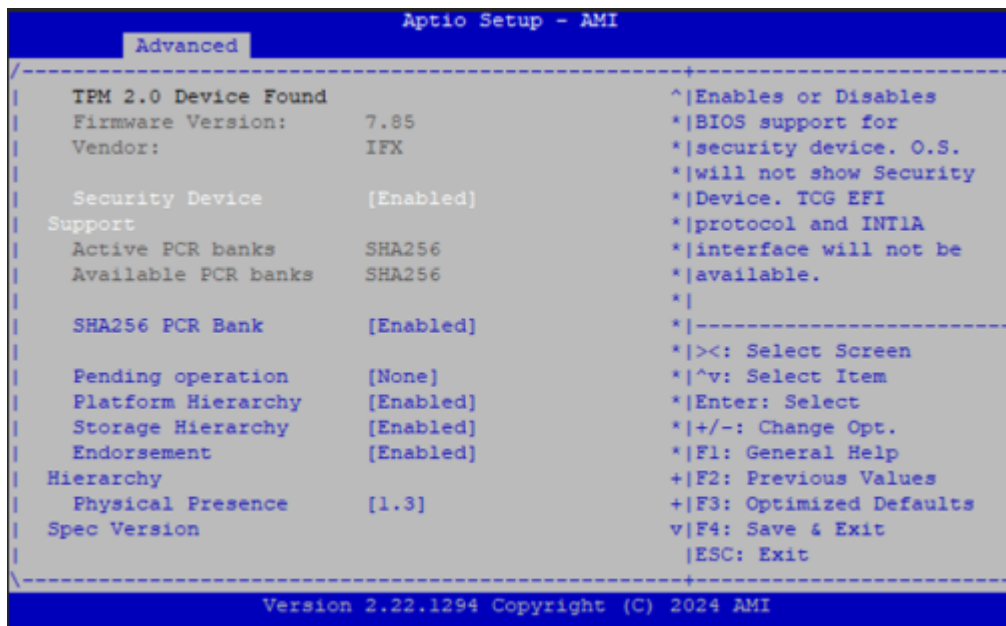 Aptio Setup - AMI
Advanced
TPM 2.0 Device Found ^|Enables or Disables
Firmware Version: 7.85 *|BIOS support for
Vendor: IFX *|security device. O.S.
*|will not show Security
Security Device [Enabled] *|Device. TCG EFI
Support *|protocol and INT1A
Active PCR banks SHA256 *|interface will not be
Available PCR banks SHA256 *|available.
*|
SHA256 PCR Bank [Enabled] *|
*|><: Select Screen
Pending operation [None] *|^v: Select Item
Platform Hierarchy [Enabled] *|Enter: Select
Storage Hierarchy [Enabled] *|+/-: Change Opt.
Endorsement [Enabled] *|F1: General Help
Hierarchy +|F2: Previous Values
Physical Presence [1.3] +|F3: Optimized Defaults
Spec Version v|F4: Save & Exit
|ESC: Exit
Version 2.22.1294 Copyright (C) 2024 AMI